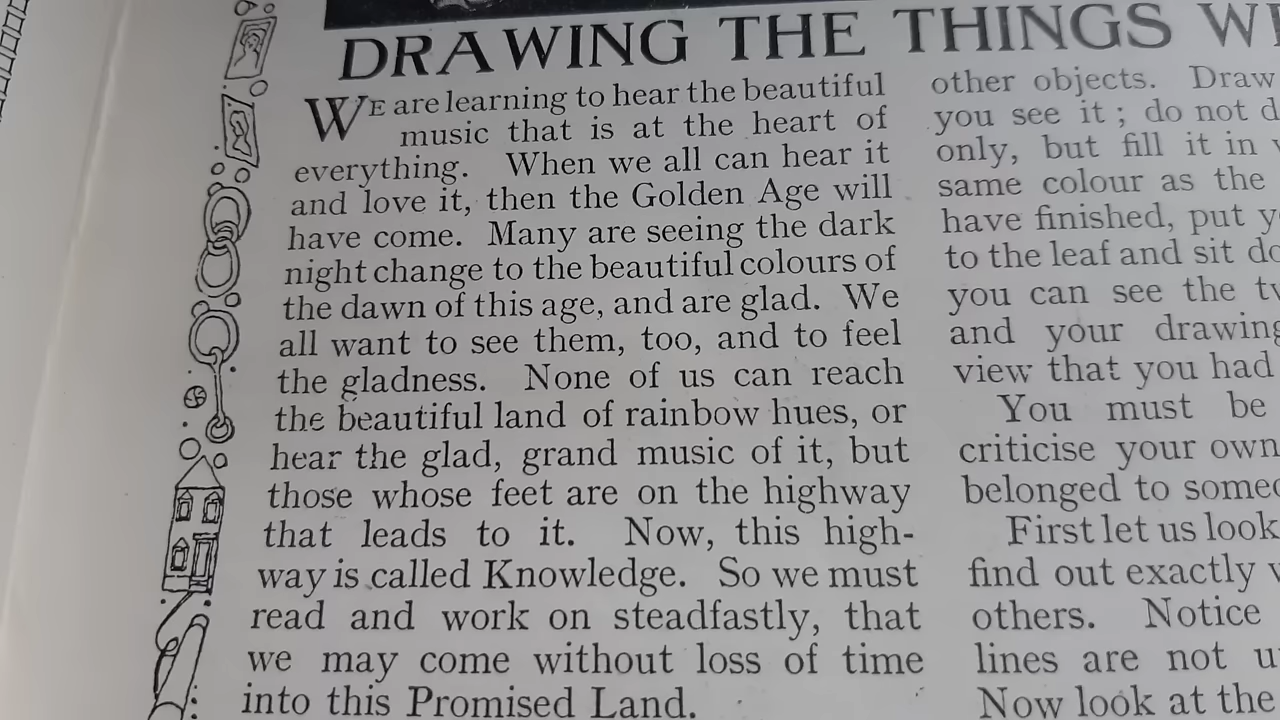 DRAWING THE THINGS
WE are learning to hear the beautiful
music that is at the heart of
everything. When we all can hear it
and love it, then the Golden Age will
have come. Many are seeing the dark
night change to the beautiful colours of
the dawn of this age, and are glad. We
all want to see them, too, and to feel
the gladness. None of us can reach
the beautiful land of rainbow hues, or
hear the glad, grand music of it, but
those whose feet are on the highway
that leads to it. Now, this high-
way is called Knowledge. So we must
read and work on steadfastly, that
we may come without loss of time
into this Promised Land.
other objects. Draw
you see it; do not
only, but fill it in
same colour as the
have finished, put
to the leaf and sit
you can see the
and your drawing
view that you had
You must be
criticise your own
belonged to
First let us look
find out exactly
others. Notice
lines are not
Now look at the